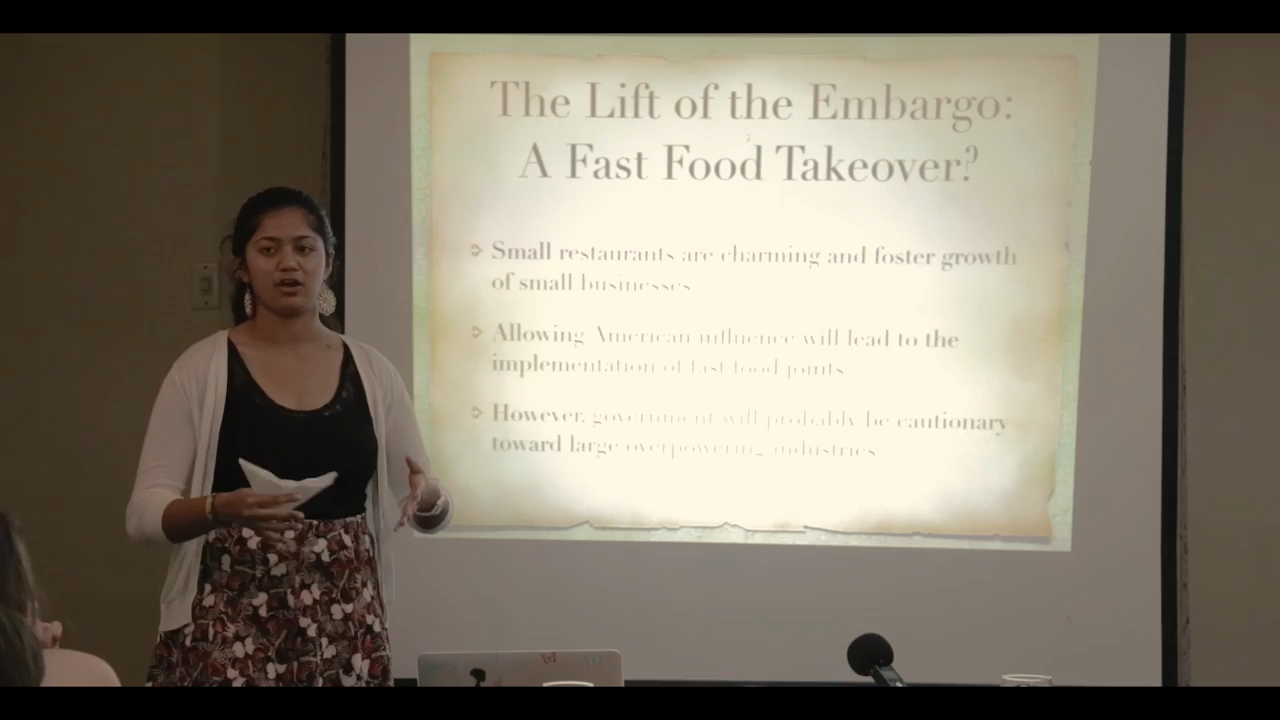 The Lift of the Embargo:
A Fast Food Takeover?
Small restaurants are charming and foster growth
of small businesses
Allowing American influence will lead to the
implementation of fast food joints
However, government will probably be cautionary
toward large overpowering industries